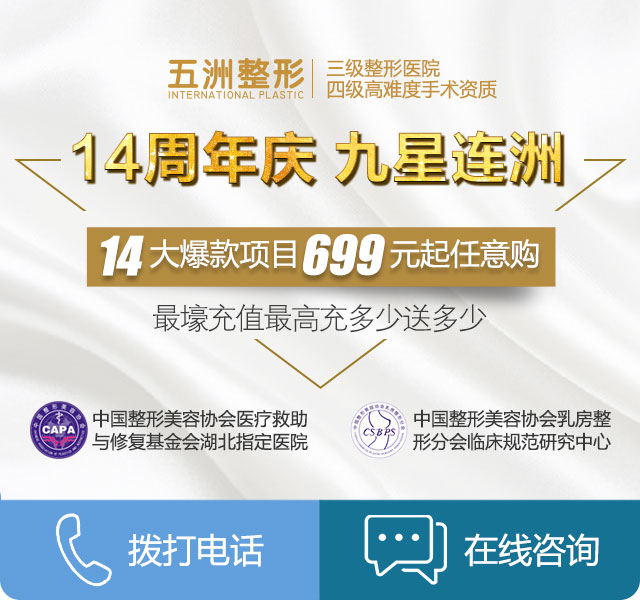 五洲整形
INTERNATIONAL PLASTIC
三级整形医院
四级高难度手术资质
14周年庆 九星连洲
14大爆款项目699元起任意购
最壕充值最高充多少送多少
CAPA
中国整形美容协会医疗救助
与修复基金会湖北指定医院
CSBPS
中国整形美容协会乳房整
形分会临床规范研究中心
拨打电话
在线咨询